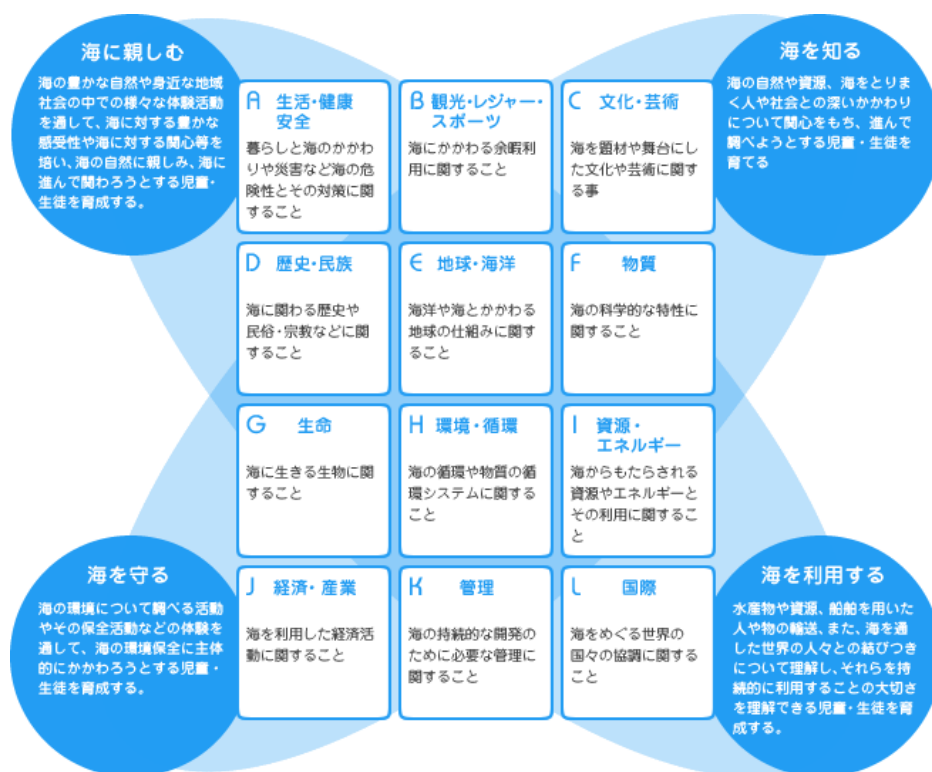 海に親しむ
海の豊かな自然や身近な地域
社会の中での様々な体験活動
を通して、海に対する豊かな
感受性や海に対する関心等を
培い、海の自然に親しみ、海に
進んで関わろうとする児童・
生徒を育成する。
海を知る
海の自然や資源、海をとりま
く人や社会との深いかかわり
について関心をもち、進んで
調べようとする児童・生徒を
育てる
A 生活・健康
安全
暮らしと海のかかわ
りや災害など海の危
険性とその対策に関
すること
B 観光・レジャー・
スポーツ
海にかかわる余暇利
用に関すること
C 文化・芸術
海を題材や舞台にし
た文化や芸術に関す
る事
D 歴史・民族
海に関わる歴史や
民俗・宗教などに関
すること
E 地球・海洋
海洋や海とかかわる
地球の仕組みに関す
ること
F 物質
海の科学的な特性に
関すること
G 生命
海に生きる生物に関
すること
H 環境・循環
海の循環や物質の循
環システムに関する
こと
I 資源・
エネルギー
海からもたらされる
資源やエネルギーと
その利用に関するこ
と
J 経済・産業
海を利用した経済活
動に関すること
K 管理
海の持続的な開発の
ために必要な管理に
関すること
L 国際
海をめぐる世界の
国々の協調に関する
こと
海を守る
海の環境について調べる活動
やその保全活動などの体験を
通して、海の環境保全に主体
的にかかわろうとする児童・
生徒を育成する。
海を利用する
水産物や資源、船舶を用いた
人や物の輸送、また、海を通
した世界の人々との結びつき
について理解し、それらを持
続的に利用することの大切さ
を理解できる児童・生徒を育
成する。